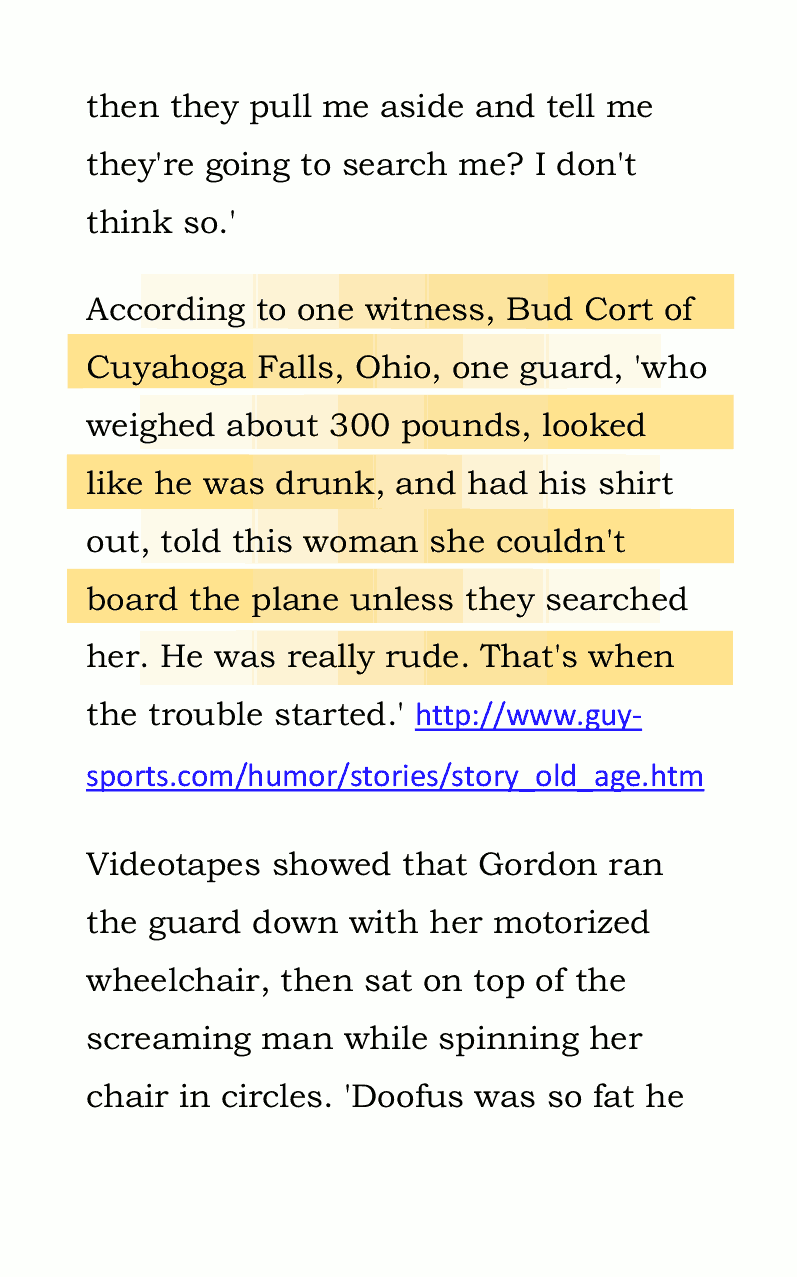 then they pull me aside and tell me
they're going to search me? I don't
think so.'
According to one witness, Bud Cort of
Cuyahoga Falls, Ohio, one guard, 'who
weighed about 300 pounds, looked
like he was drunk, and had his shirt
out, told this woman she couldn't
board the plane unless they searched
her. He was really rude. That's when
the trouble started.' http://www.guy-
sports.com/humor/stories/story_old_age.htm
Videotapes showed that Gordon ran
the guard down with her motorized
wheelchair, then sat on top of the
screaming man while spinning her
chair in circles. 'Doofus was so fat he